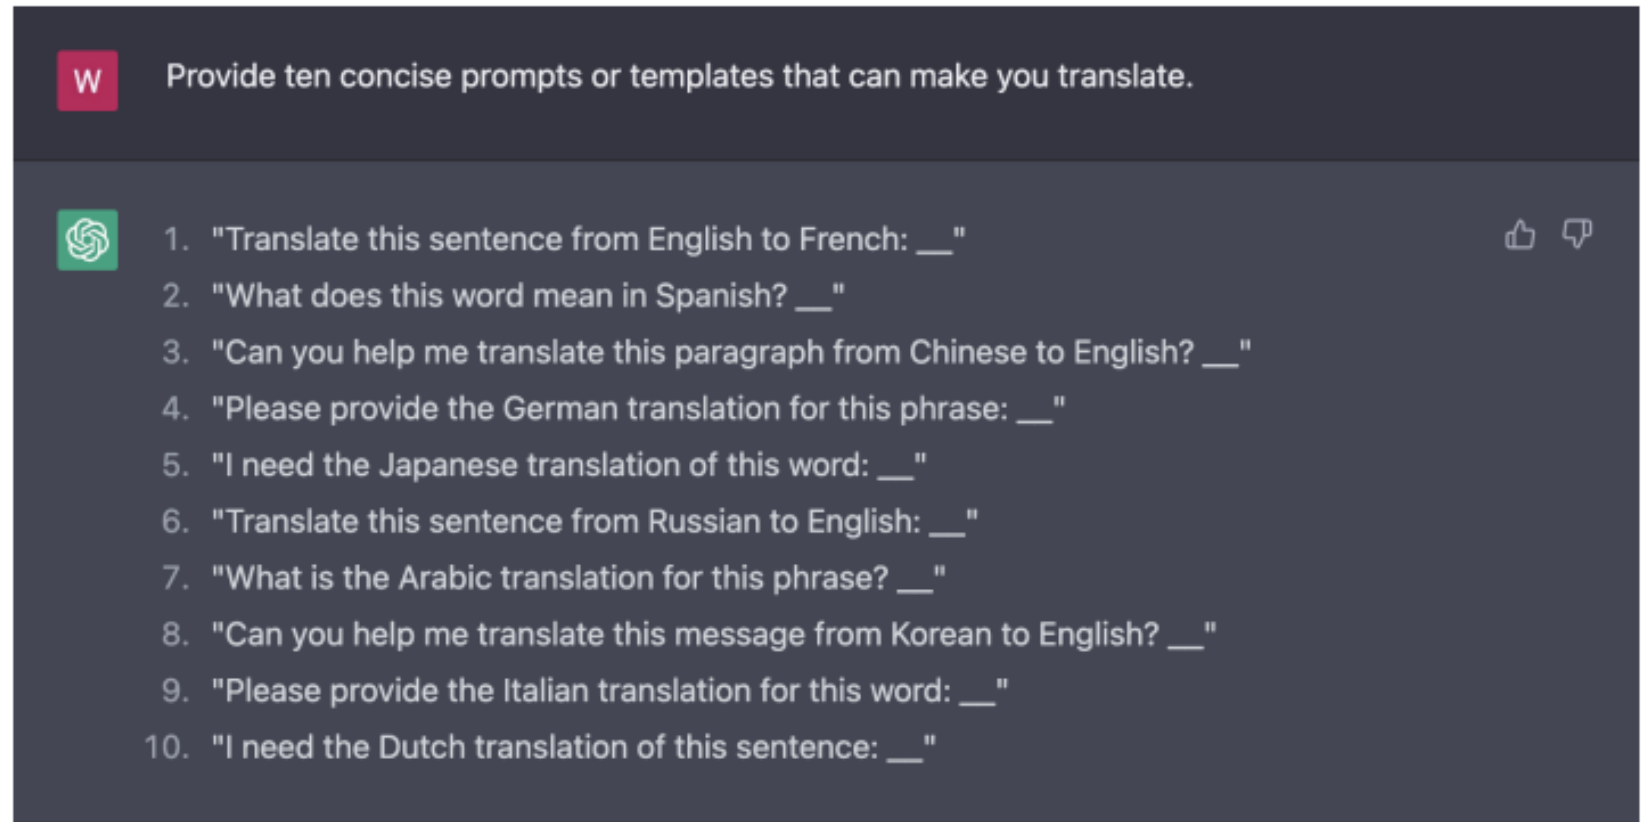 W
Provide ten concise prompts or templates that can make you translate.
1. "Translate this sentence from English to French: __"
2. "What does this word mean in Spanish? __"
3. "Can you help me translate this paragraph from Chinese to English? __"
4. "Please provide the German translation for this phrase: __"
5. "I need the Japanese translation of this word: __"
6. "Translate this sentence from Russian to English: __"
7. "What is the Arabic translation for this phrase? __"
8. "Can you help me translate this message from Korean to English? __"
9. "Please provide the Italian translation for this word: __"
10. "I need the Dutch translation of this sentence: __"